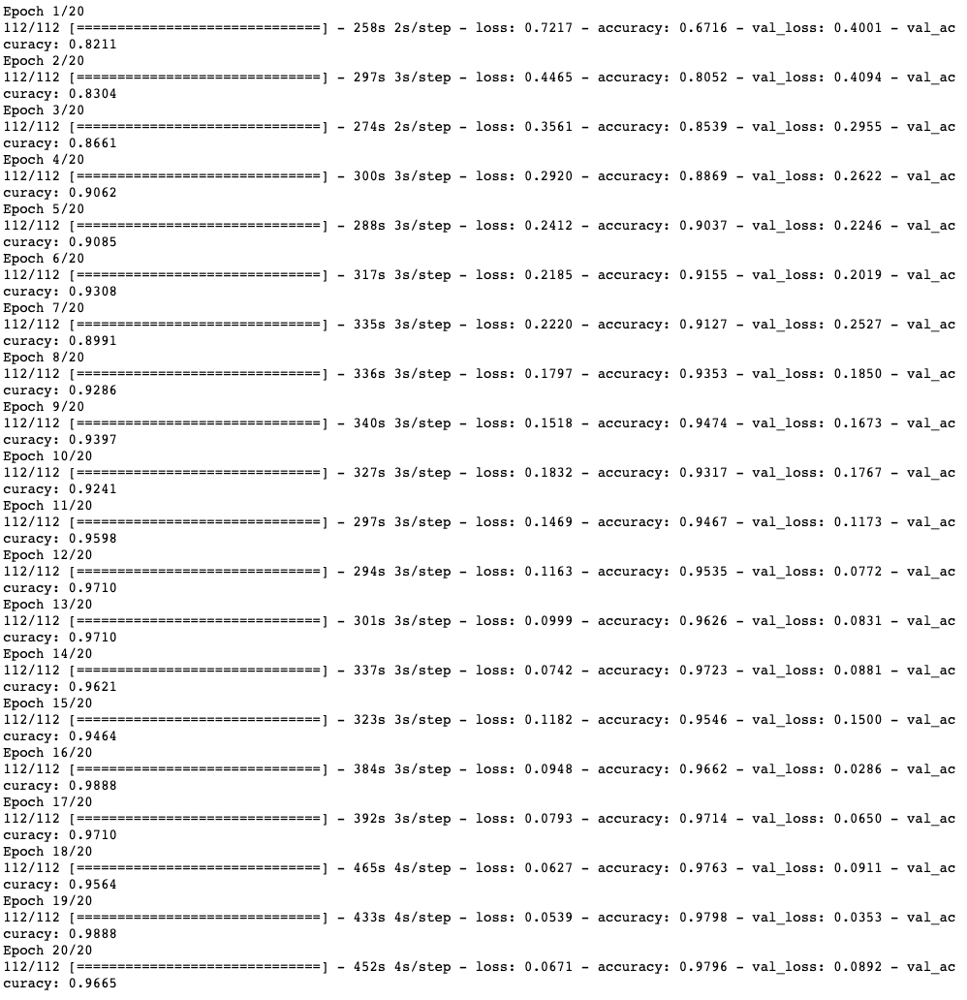 Epoch 1/20
112/112 [==============================] - 258s 2s/step - loss: 0.7217 - accuracy: 0.6716 - val_loss: 0.4001 - val_ac
curacy: 0.8211
Epoch 2/20
112/112 [==============================] - 297s 3s/step - loss: 0.4465 - accuracy: 0.8052 - val_loss: 0.4094 - val_ac
curacy: 0.8304
Epoch 3/20
112/112 [==============================] - 274s 2s/step - loss: 0.3561 - accuracy: 0.8539 - val_loss: 0.2955 - val_ac
curacy: 0.8661
Epoch 4/20
112/112 [==============================] - 300s 3s/step - loss: 0.2920 - accuracy: 0.8869 - val_loss: 0.2622 - val_ac
curacy: 0.9062
Epoch 5/20
112/112 [==============================] - 288s 3s/step - loss: 0.2412 - accuracy: 0.9037 - val_loss: 0.2246 - val_ac
curacy: 0.9085
Epoch 6/20
112/112 [==============================] - 317s 3s/step - loss: 0.2185 - accuracy: 0.9155 - val_loss: 0.2019 - val_ac
curacy: 0.9308
Epoch 7/20
112/112 [==============================] - 335s 3s/step - loss: 0.2220 - accuracy: 0.9127 - val_loss: 0.2527 - val_ac
curacy: 0.8991
Epoch 8/20
112/112 [==============================] - 336s 3s/step - loss: 0.1797 - accuracy: 0.9353 - val_loss: 0.1850 - val_ac
curacy: 0.9286
Epoch 9/20
112/112 [==============================] - 340s 3s/step - loss: 0.1518 - accuracy: 0.9474 - val_loss: 0.1673 - val_ac
curacy: 0.9397
Epoch 10/20
112/112 [==============================] - 327s 3s/step - loss: 0.1832 - accuracy: 0.9317 - val_loss: 0.1767 - val_ac
curacy: 0.9241
Epoch 11/20
112/112 [==============================] - 297s 3s/step - loss: 0.1469 - accuracy: 0.9467 - val_loss: 0.1173 - val_ac
curacy: 0.9598
Epoch 12/20
112/112 [==============================] - 294s 3s/step - loss: 0.1163 - accuracy: 0.9535 - val_loss: 0.0772 - val_ac
curacy: 0.9710
Epoch 13/20
112/112 [==============================] - 301s 3s/step - loss: 0.0999 - accuracy: 0.9626 - val_loss: 0.0831 - val_ac
curacy: 0.9710
Epoch 14/20
112/112 [==============================] - 337s 3s/step - loss: 0.0742 - accuracy: 0.9723 - val_loss: 0.0881 - val_ac
curacy: 0.9621
Epoch 15/20
112/112 [==============================] - 323s 3s/step - loss: 0.1182 - accuracy: 0.9546 - val_loss: 0.1500 - val_ac
curacy: 0.9464
Epoch 16/20
112/112 [==============================] - 384s 3s/step - loss: 0.0948 - accuracy: 0.9662 - val_loss: 0.0286 - val_ac
curacy: 0.9888
Epoch 17/20
112/112 [==============================] - 392s 3s/step - loss: 0.0793 - accuracy: 0.9714 - val_loss: 0.0650 - val_ac
curacy: 0.9710
Epoch 18/20
112/112 [==============================] - 465s 4s/step - loss: 0.0627 - accuracy: 0.9763 - val_loss: 0.0911 - val_ac
curacy: 0.9564
Epoch 19/20
112/112 [==============================] - 433s 4s/step - loss: 0.0539 - accuracy: 0.9798 - val_loss: 0.0353 - val_ac
curacy: 0.9888
Epoch 20/20
112/112 [==============================] - 452s 4s/step - loss: 0.0671 - accuracy: 0.9796 - val_loss: 0.0892 - val_ac
curacy: 0.9665